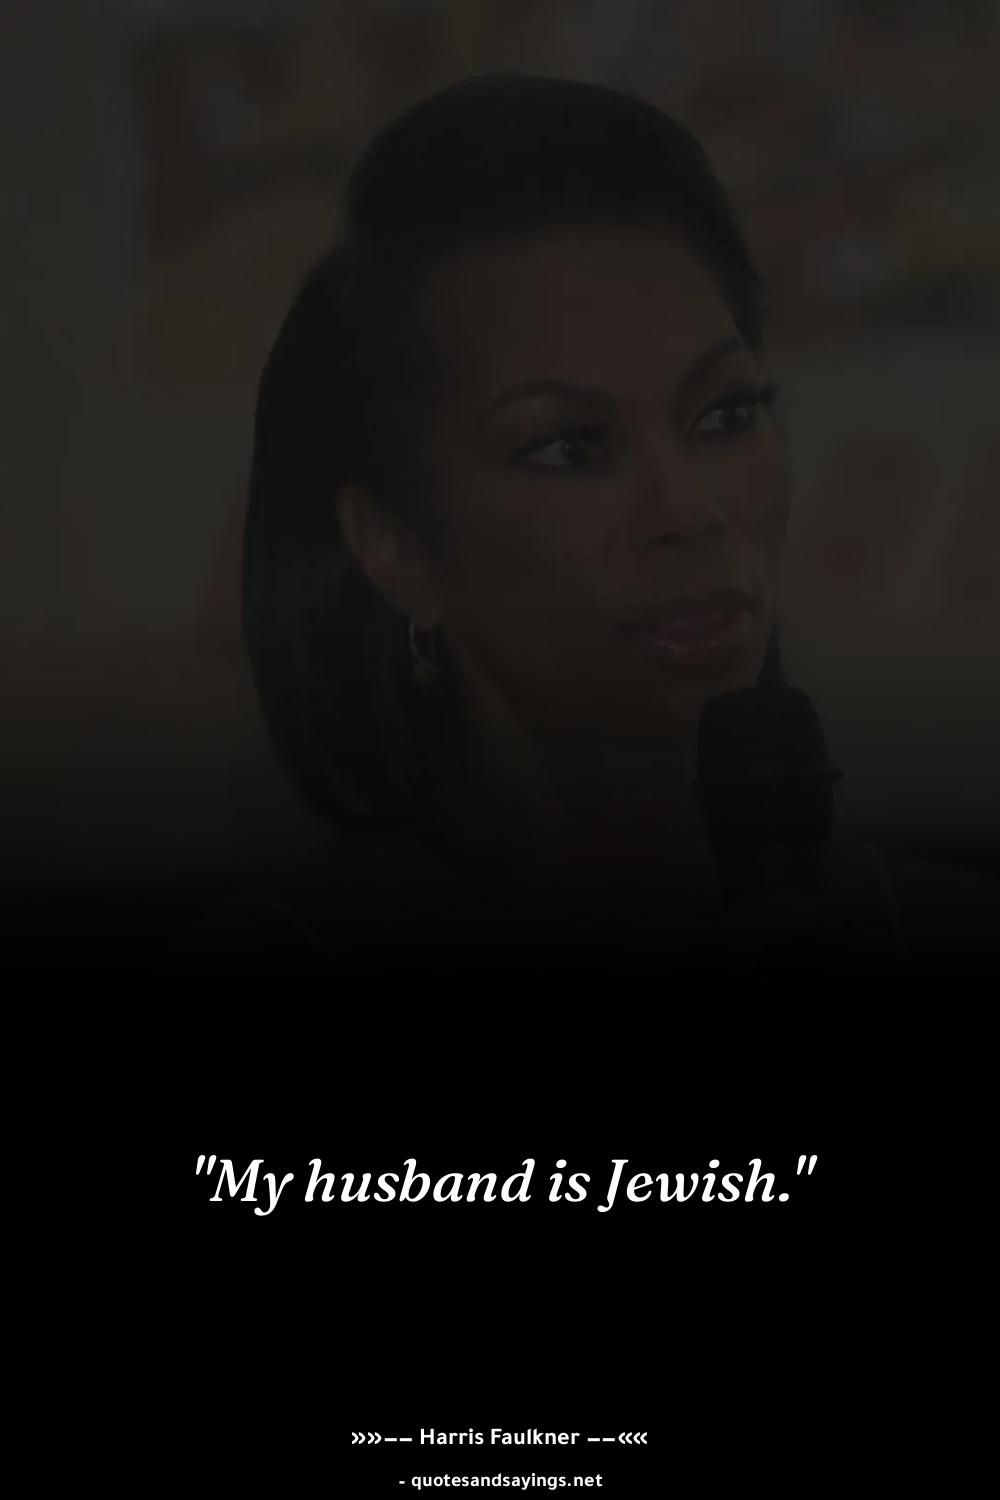 "My husband is Jewish."
»»−− Harris Faulkner −−««
- quotesandsayings.net